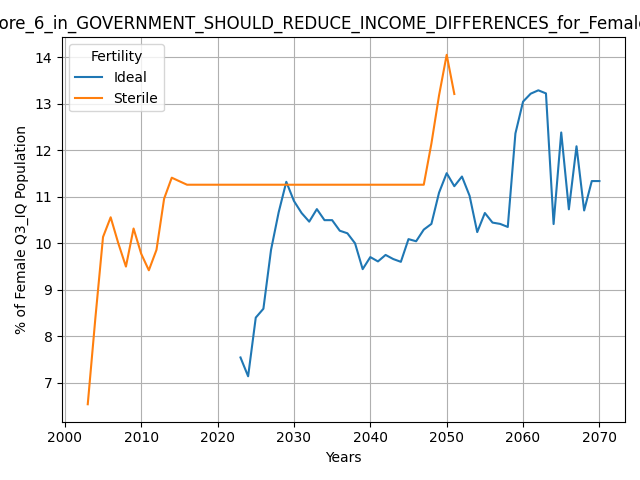 ore_6_in_GOVERNMENT_SHOULD_REDUCE_INCOME_DIFFERENCES_for_Female
Fertility
Ideal
Sterile
% of Female Q3_IQ Population
14
13
12
11
10
9
8
7
2000 2010 2020 2030 2040 2050 2060 2070
Years